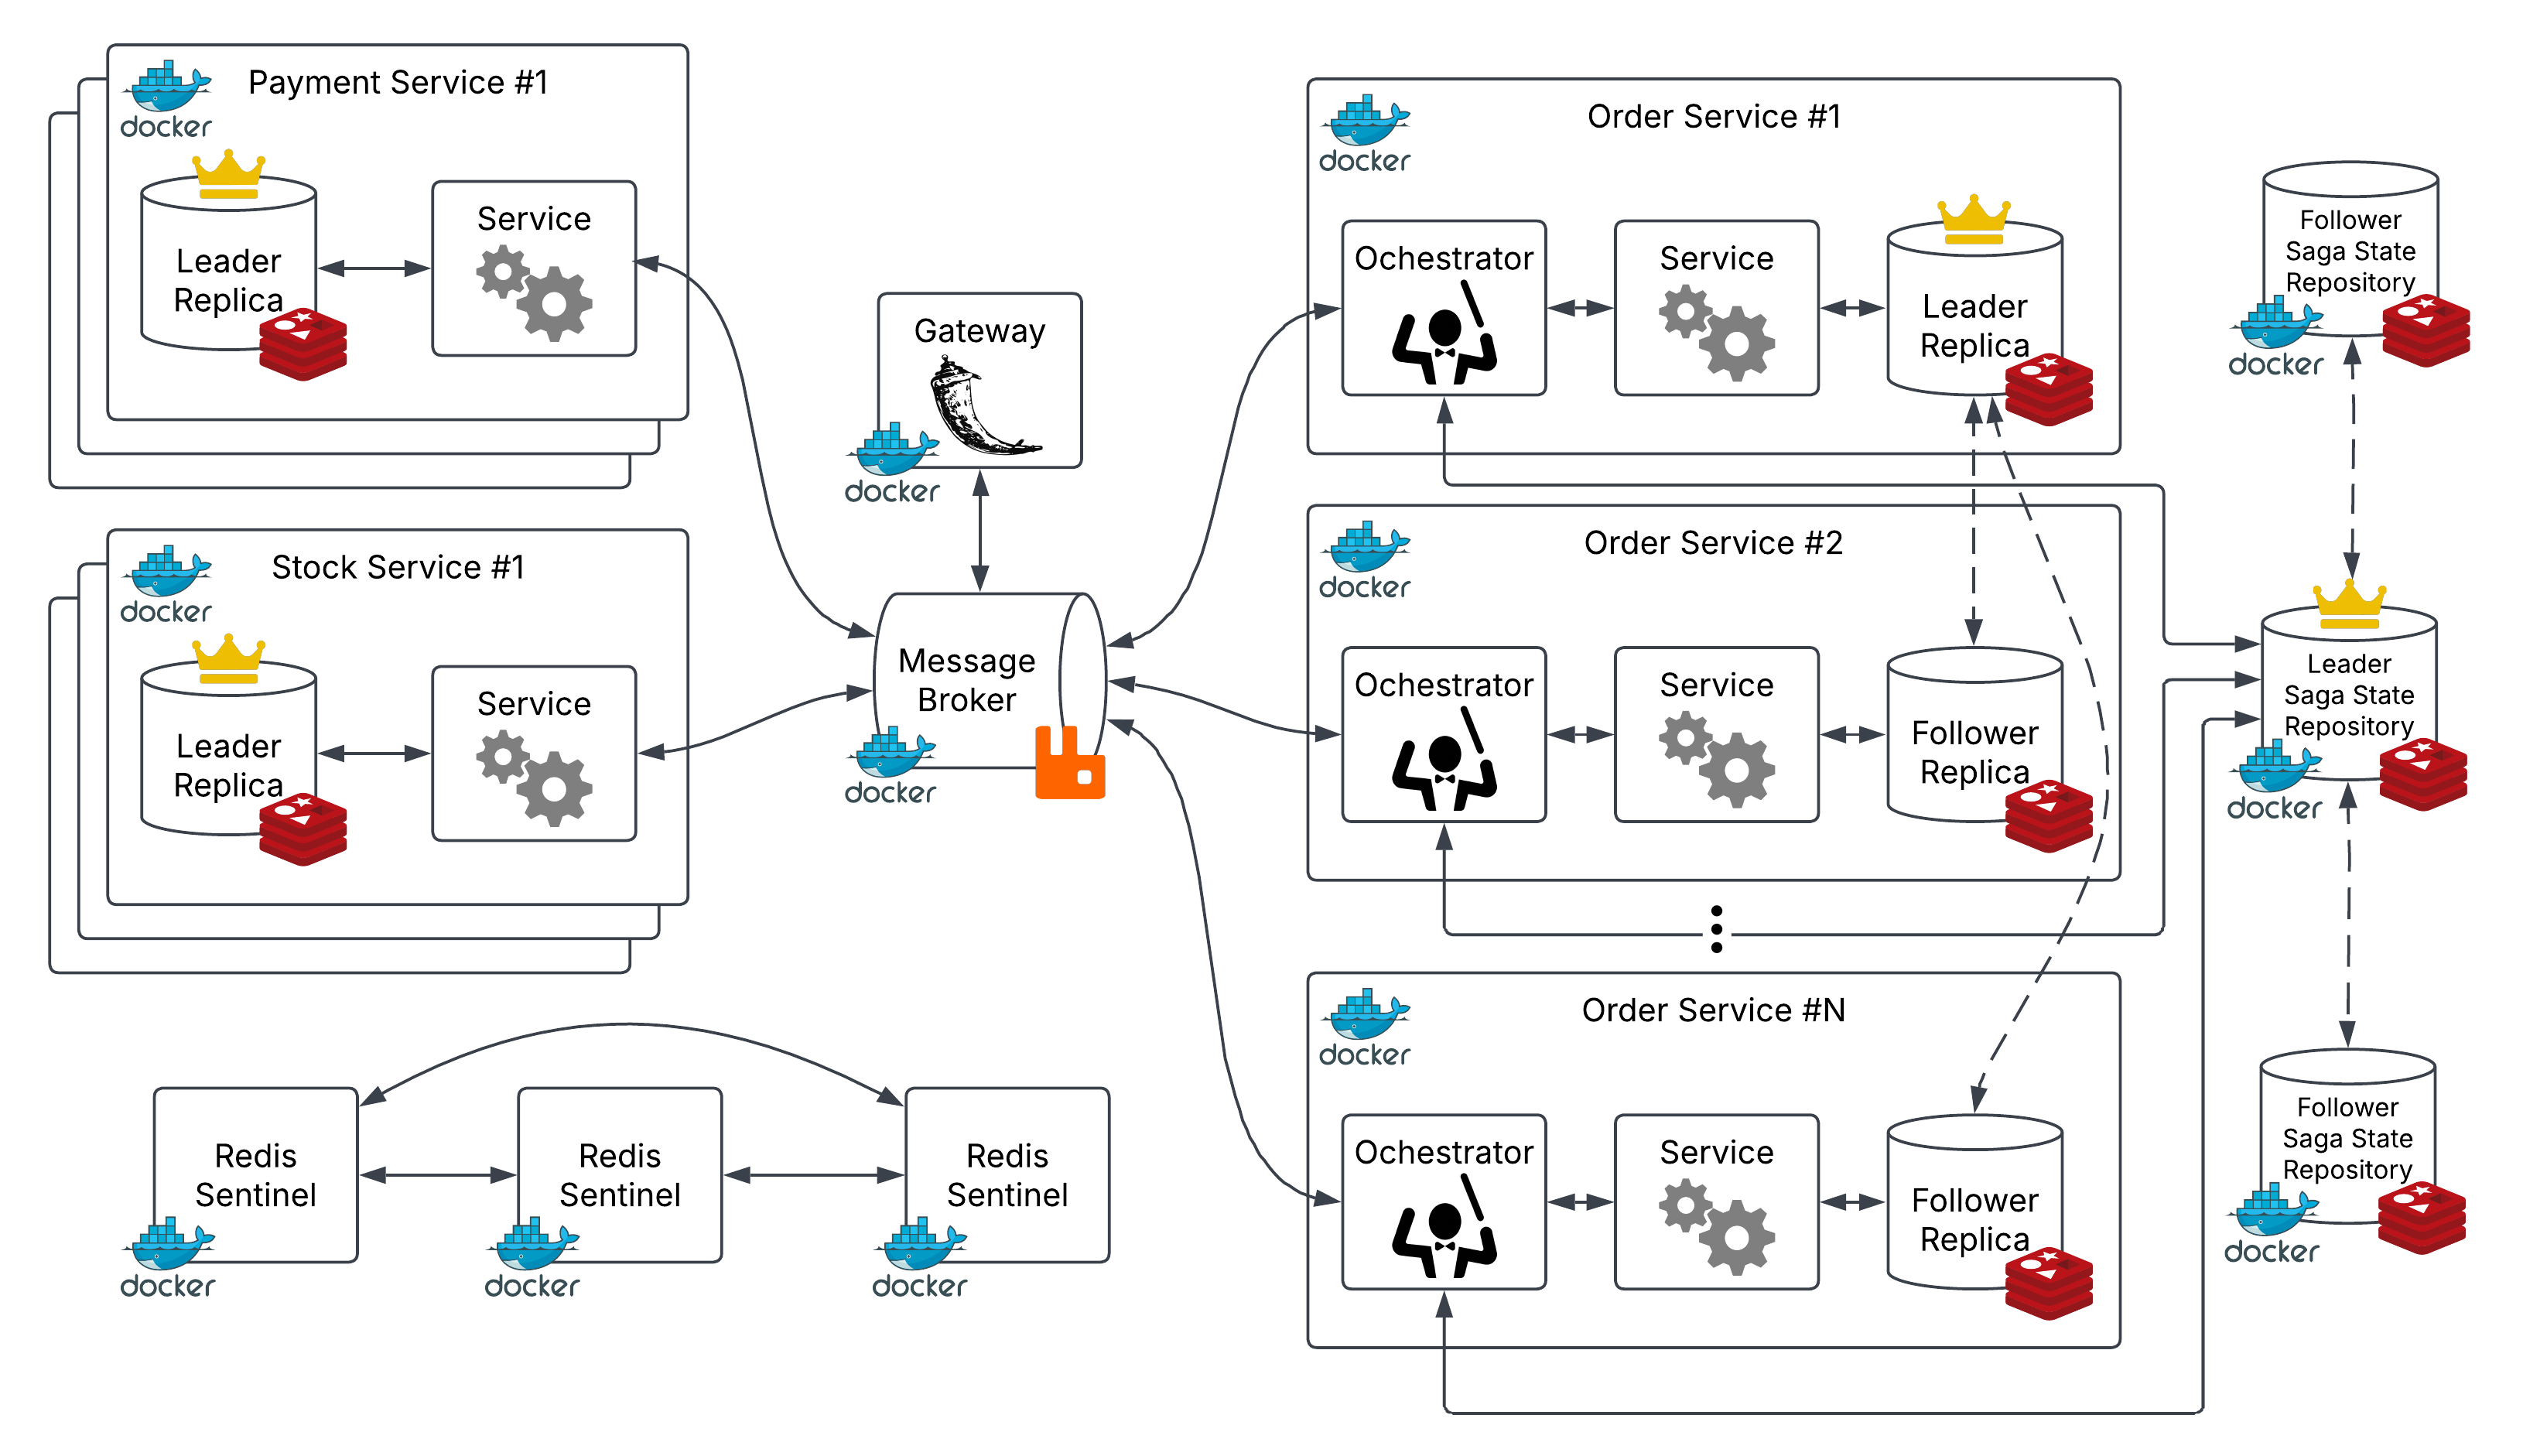 Payment Service #1
docker
Leader
Replica
Service
Stock Service #1
docker
Leader
Replica
Service
Gateway
docker
Message
Broker
docker
Redis
Sentinel
docker
Redis
Sentinel
docker
Redis
Sentinel
docker
Order Service #1
docker
Ochestrator
Service
Leader
Replica
Order Service #2
docker
Ochestrator
Service
Follower
Replica
Order Service #N
docker
Ochestrator
Service
Follower
Replica
Follower
Saga State
Repository
docker
Leader
Saga State
Repository
docker
Follower
Saga State
Repository
docker